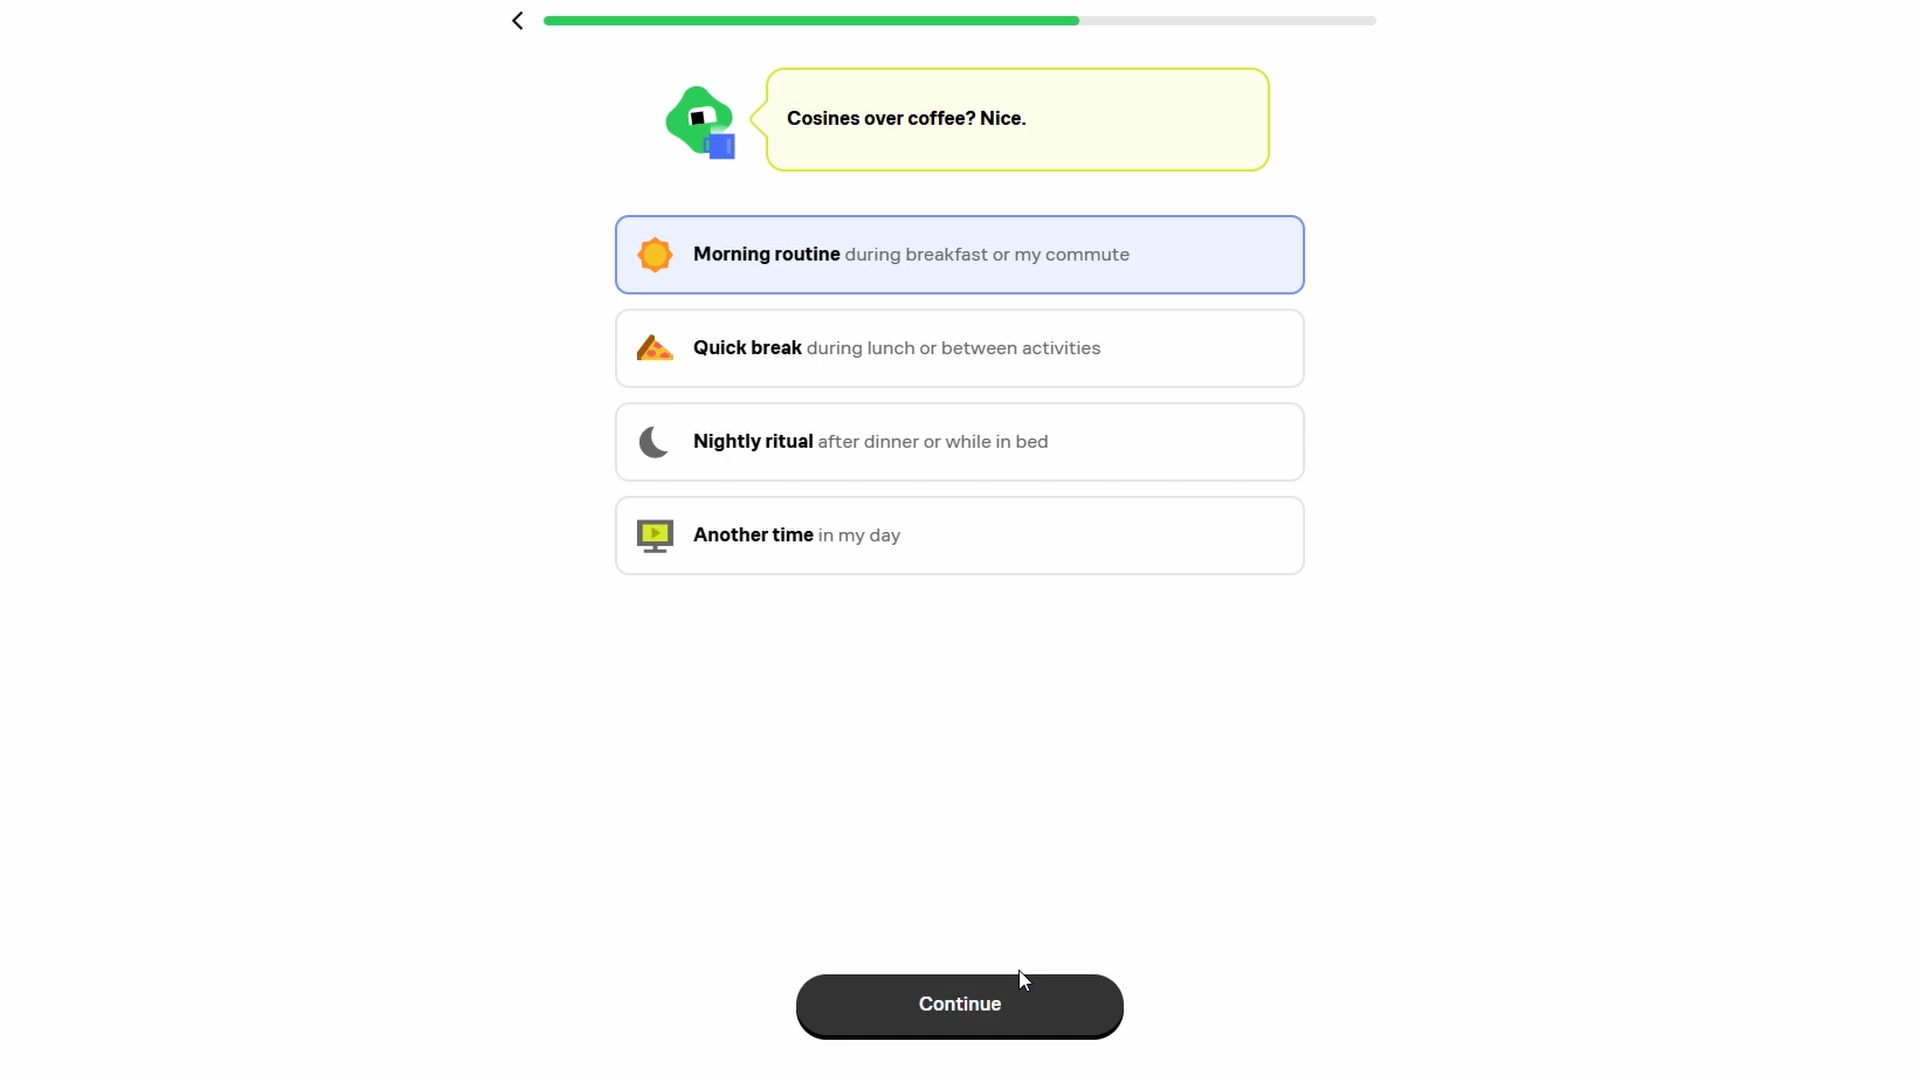 Cosines over coffee? Nice.
Morning routine during breakfast or my commute
Quick break during lunch or between activities
Nightly ritual after dinner or while in bed
Another time in my day
Continue